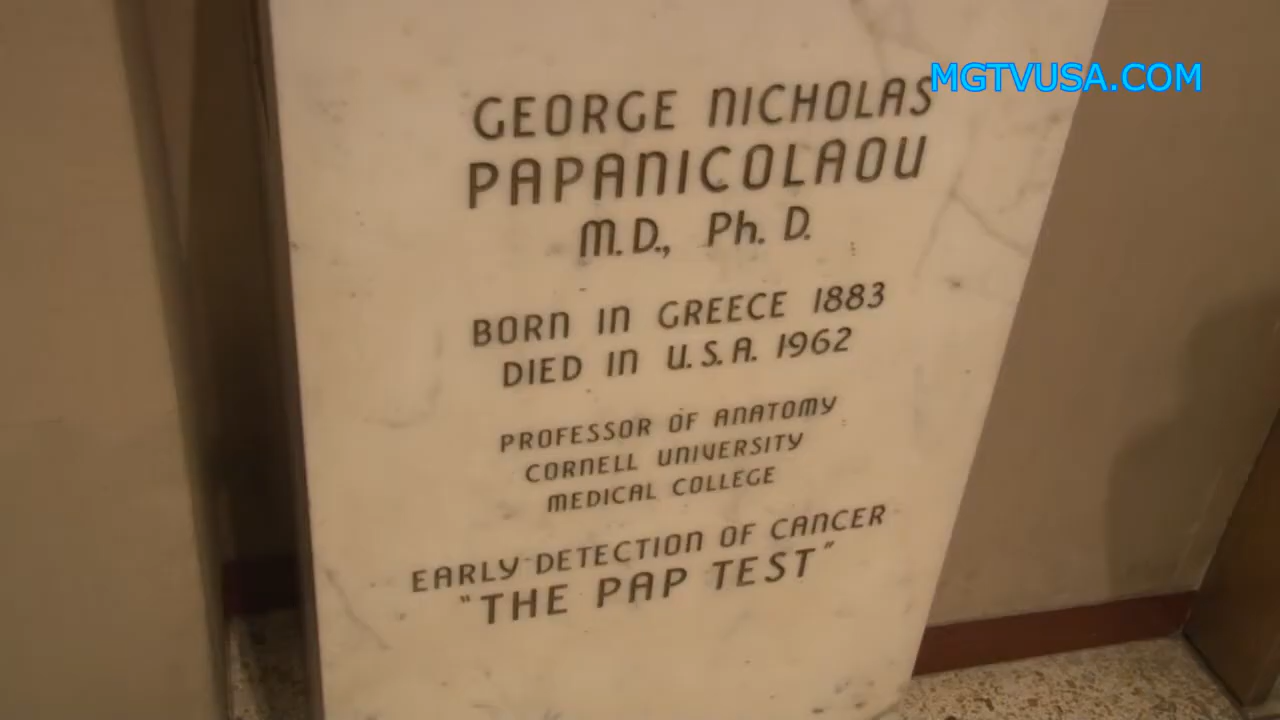 MGTVUSA.COM
GEORGE NICHOLAS
PAPANICOLAOU
M.D., Ph. D.
BORN IN GREECE 1883
DIED IN U.S.A. 1962
PROFESSOR OF ANATOMY
CORNELL UNIVERSITY
MEDICAL COLLEGE
EARLY DETECTION OF CANCER
"THE PAP TEST"